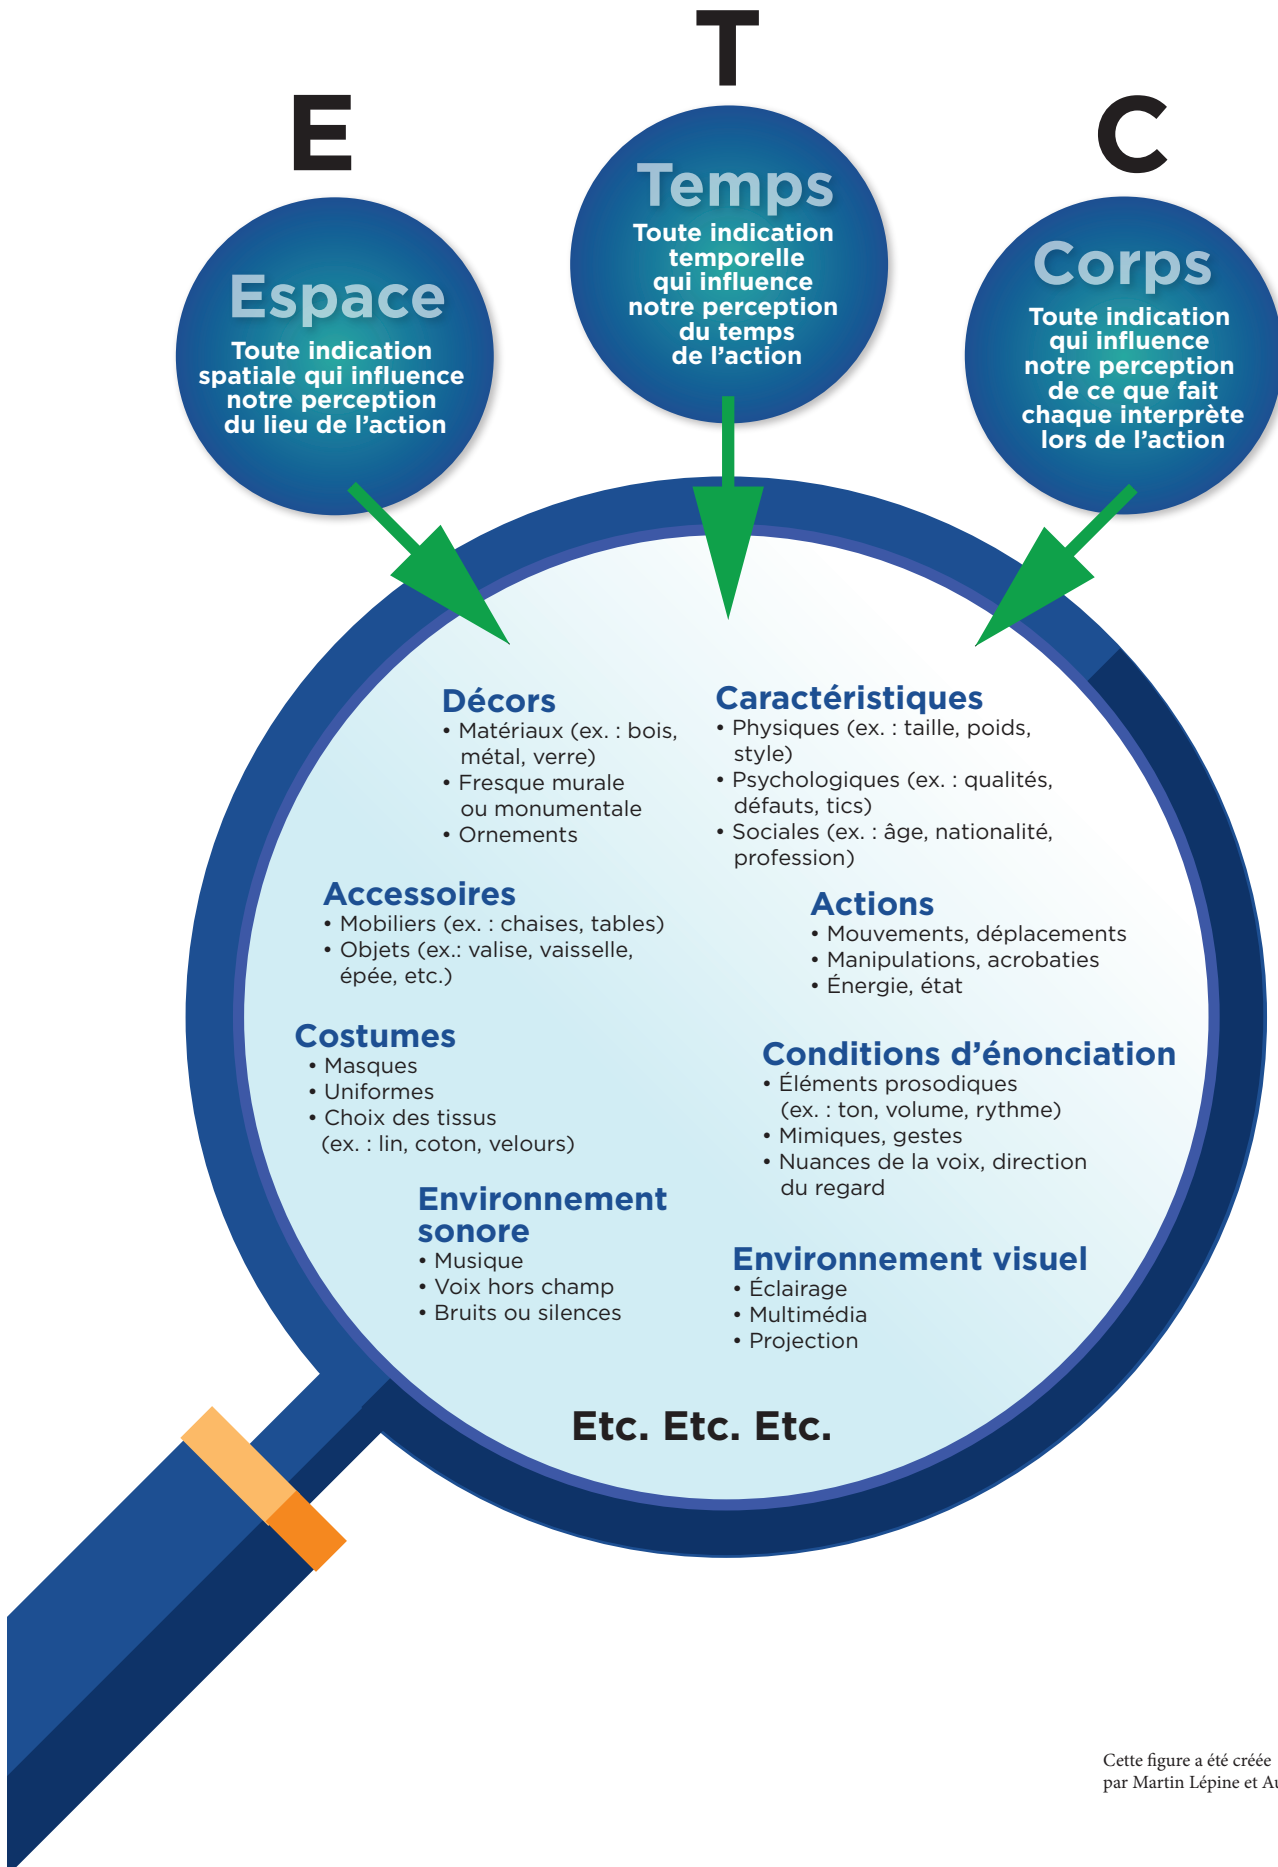 E
T
C
Espace
Toute indication
spatiale qui influence
notre perception
du lieu de l’action
Temps
Toute indication
temporelle
qui influence
notre perception
du temps
de l’action
Corps
Toute indication
qui influence
notre perception
de ce que fait
chaque interprète
lors de l’action
Décors
• Matériaux (ex. : bois,
métal, verre)
• Fresque murale
ou monumentale
• Ornements
Accessoires
• Mobiliers (ex. : chaises, tables)
• Objets (ex.: valise, vaisselle,
épée, etc.)
Costumes
• Masques
• Uniformes
• Choix des tissus
(ex. : lin, coton, velours)
Environnement
sonore
• Musique
• Voix hors champ
• Bruits ou silences
Caractéristiques
• Physiques (ex. : taille, poids,
style)
• Psychologiques (ex. : qualités,
défauts, tics)
• Sociales (ex. : âge, nationalité,
profession)
Actions
• Mouvements, déplacements
• Manipulations, acrobaties
• Énergie, état
Conditions d’énonciation
• Éléments prosodiques
(ex. : ton, volume, rythme)
• Mimiques, gestes
• Nuances de la voix, direction
du regard
Environnement visuel
• Éclairage
• Multimédia
• Projection
Etc. Etc. Etc.
Cette figure a été créée
par Martin Lépine et